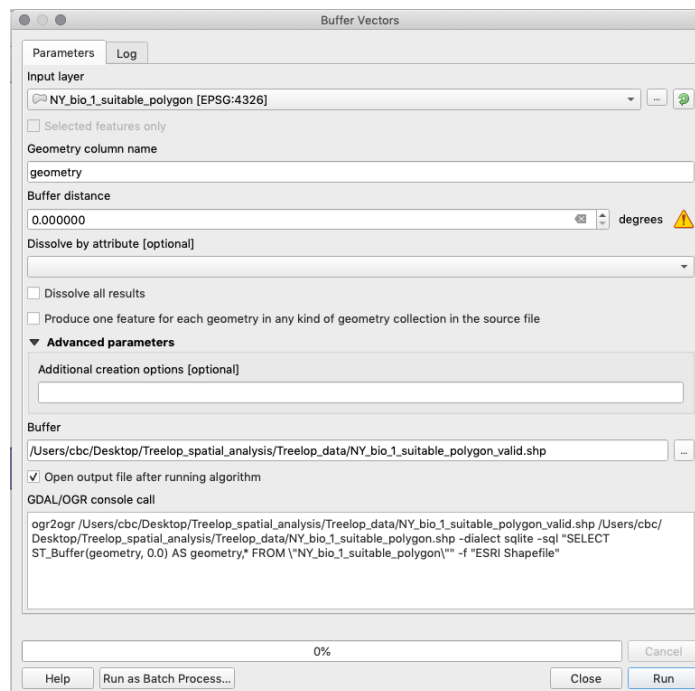 Buffer Vectors
Parameters
Log
Input layer
NY_bio_1_suitable_polygon [EPSG:4326]
...
Selected features only
Geometry column name
geometry
Buffer distance
0.000000
degrees
Dissolve by attribute [optional]
Dissolve all results
Produce one feature for each geometry in any kind of geometry collection in the source file
Advanced parameters
Additional creation options [optional]
Buffer
/Users/cbc/Desktop/Treelop_spatial_analysis/Treelop_data/NY_bio_1_suitable_polygon_valid.shp
...
Open output file after running algorithm
GDAL/OGR console call
ogr2ogr /Users/cbc/Desktop/Treelop_spatial_analysis/Treelop_data/NY_bio_1_suitable_polygon_valid.shp /Users/cbc/
Desktop/Treelop_spatial_analysis/Treelop_data/NY_bio_1_suitable_polygon.shp -dialect sqlite -sql "SELECT
ST_Buffer(geometry, 0.0) AS geometry,* FROM \"NY_bio_1_suitable_polygon\"" -f "ESRI Shapefile"
0%
Cancel
Help
Run as Batch Process...
Close
Run